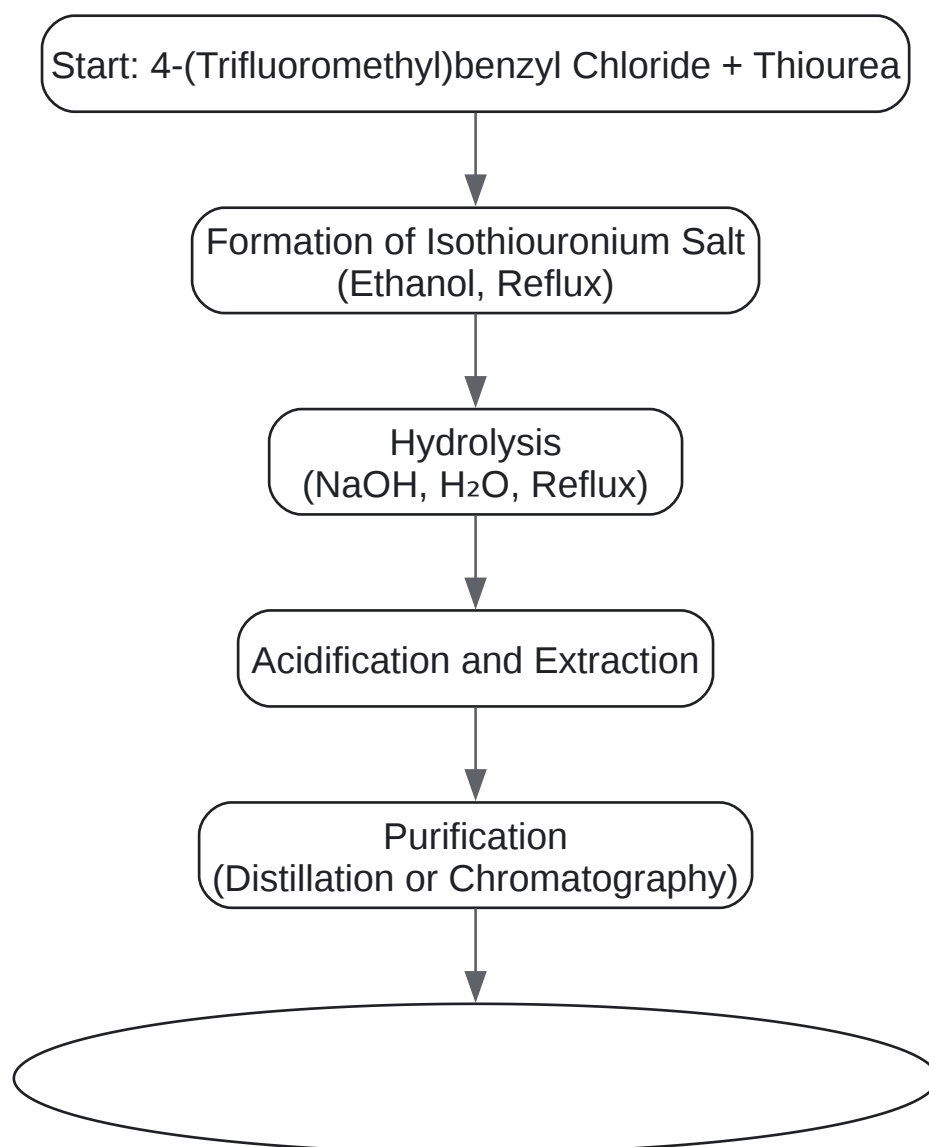 Start: 4-(Trifluoromethyl)benzyl Chloride + Thiourea
Formation of Isothiouronium Salt
(Ethanol, Reflux)
Hydrolysis
(NaOH, H₂O, Reflux)
Acidification and Extraction
Purification
(Distillation or Chromatography)